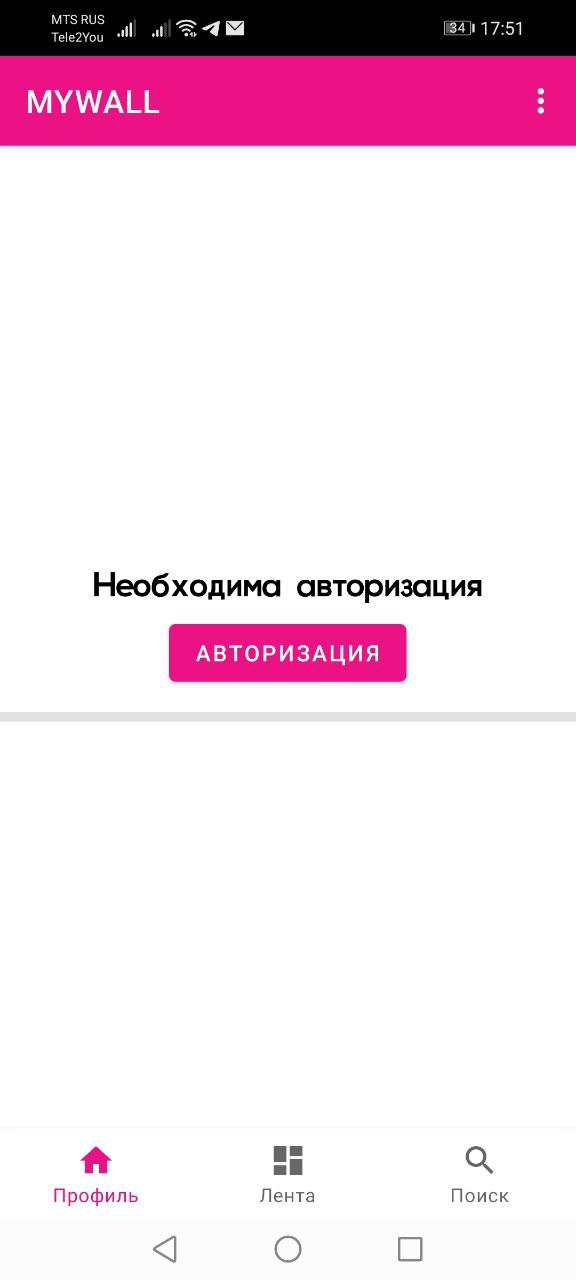 MTS RUS
Tele2You
34 17:51
MYWALL
Необходима авторизация
АВТОРИЗАЦИЯ
Профиль Лента Поиск